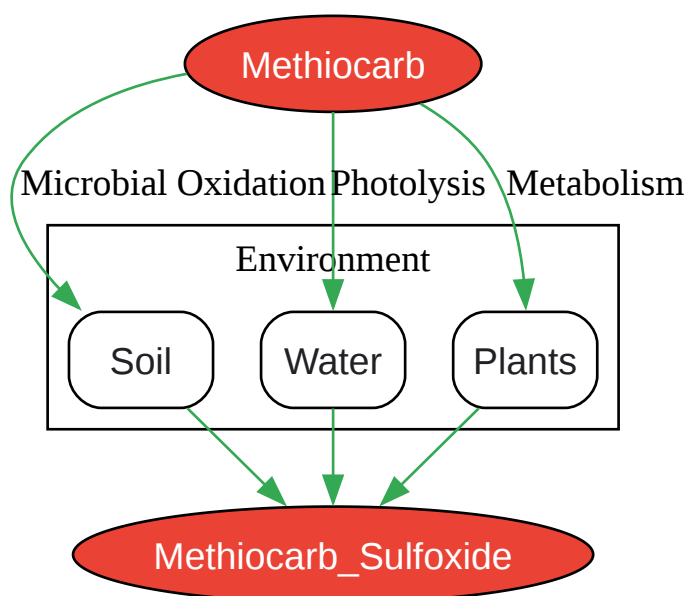 Methiocarb
Microbial Oxidation Photolysis Metabolism
Environment
Soil Water Plants
Methiocarb_Sulfoxide